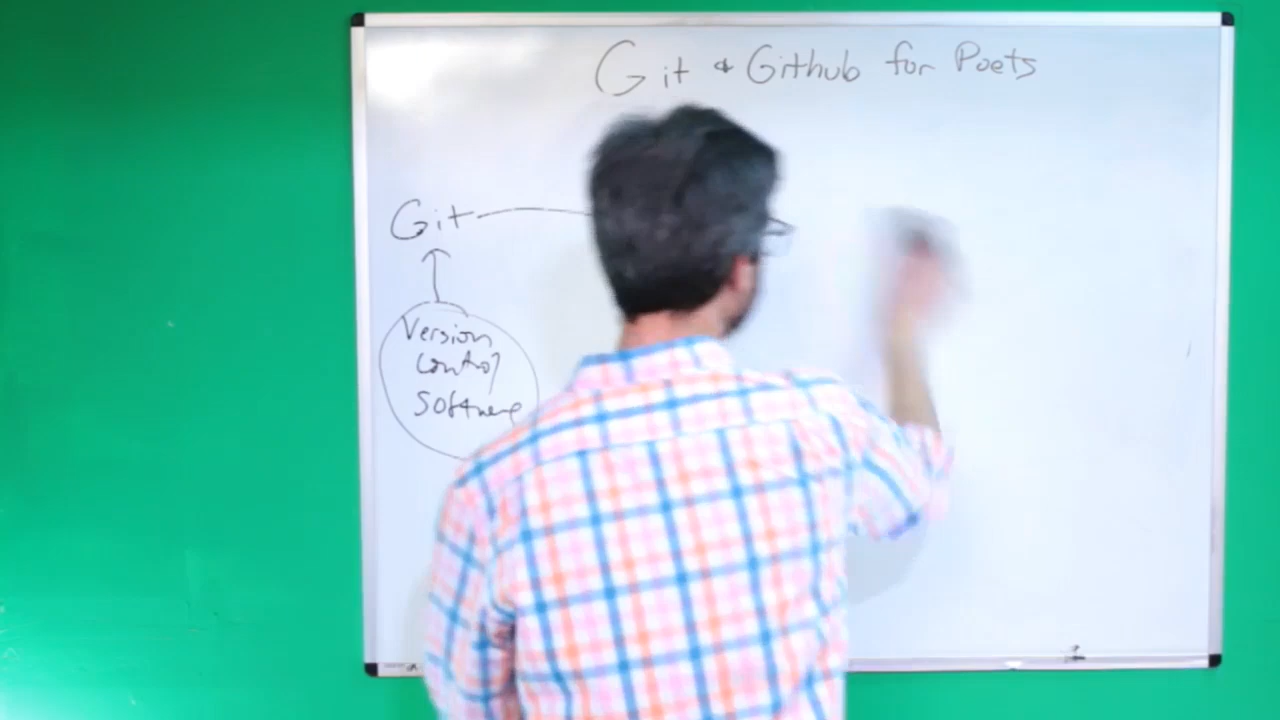 Git & Github for Poets
Git
Version
Control
Software